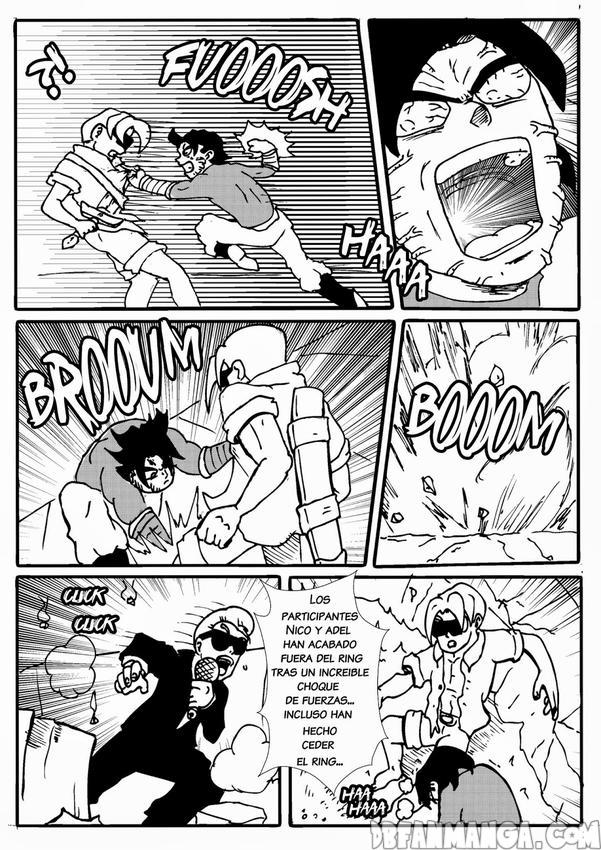 FUOOOSH
HAAA
BROOUM
BOOOM
CLICK
CLICK
LOS
PARTICIPANTES
NICO Y ADEL
HAN ACABADO
FUERA DEL RING
TRAS UN INCREIBLE
CHOQUE
DE FUERZAS...
INCLUSO HAN
HECHO
CEDER
EL RING...
HAA
HAAA
DBFANMANGA.COM